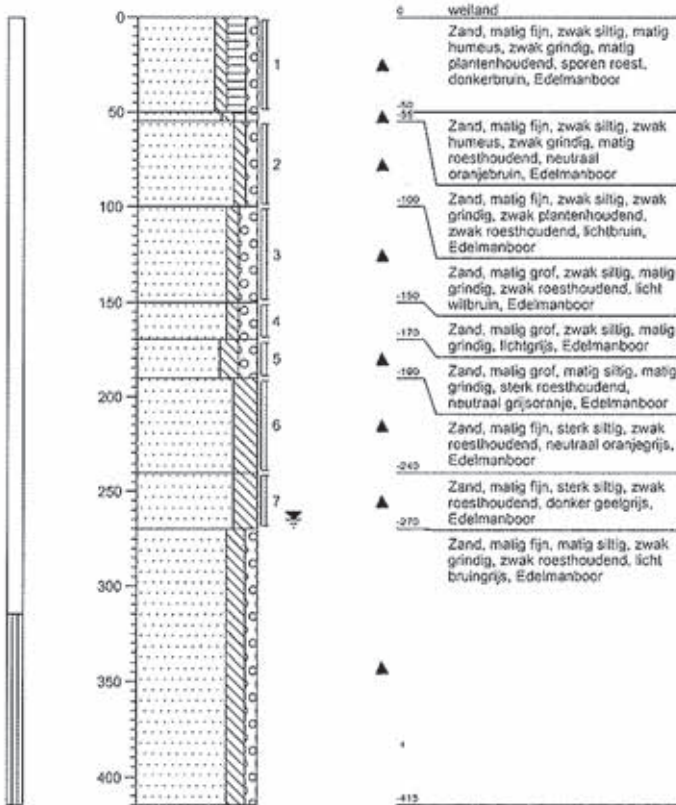 0 weiland
Zand, matig fijn, zwak siltig, matig
humeus, zwak grindig, matig
plantenhoudend, sporen roest,
donkerbruin, Edelmanboor
1
50
-50
-55
Zand, matig fijn, zwak siltig, zwak
humeus, zwak grindig, matig
roesthoudend, neutraal
oranjebruin, Edelmanboor
2
100
-100
Zand, matig fijn, zwak siltig, zwak
grindig, zwak plantenhoudend,
zwak roesthoudend, lichtbruin,
Edelmanboor
3
Zand, matig grof, zwak siltig, matig
grindig, zwak roesthoudend, licht
witbruin, Edelmanboor
150
-150
4
Zand, matig grof, zwak siltig, matig
grindig, lichtgrijs, Edelmanboor
-170
5
Zand, matig grof, matig siltig, matig
grindig, sterk roesthoudend,
neutraal grijsoranje, Edelmanboor
-190
200
6
Zand, matig fijn, sterk siltig, zwak
roesthoudend, neutraal oranjegrijs,
Edelmanboor
-240
250
7
Zand, matig fijn, sterk siltig, zwak
roesthoudend, donker geelgrijs,
Edelmanboor
-270
Zand, matig fijn, matig siltig, zwak
grindig, zwak roesthoudend, licht
bruingrijs, Edelmanboor
300
350
400
-415
0